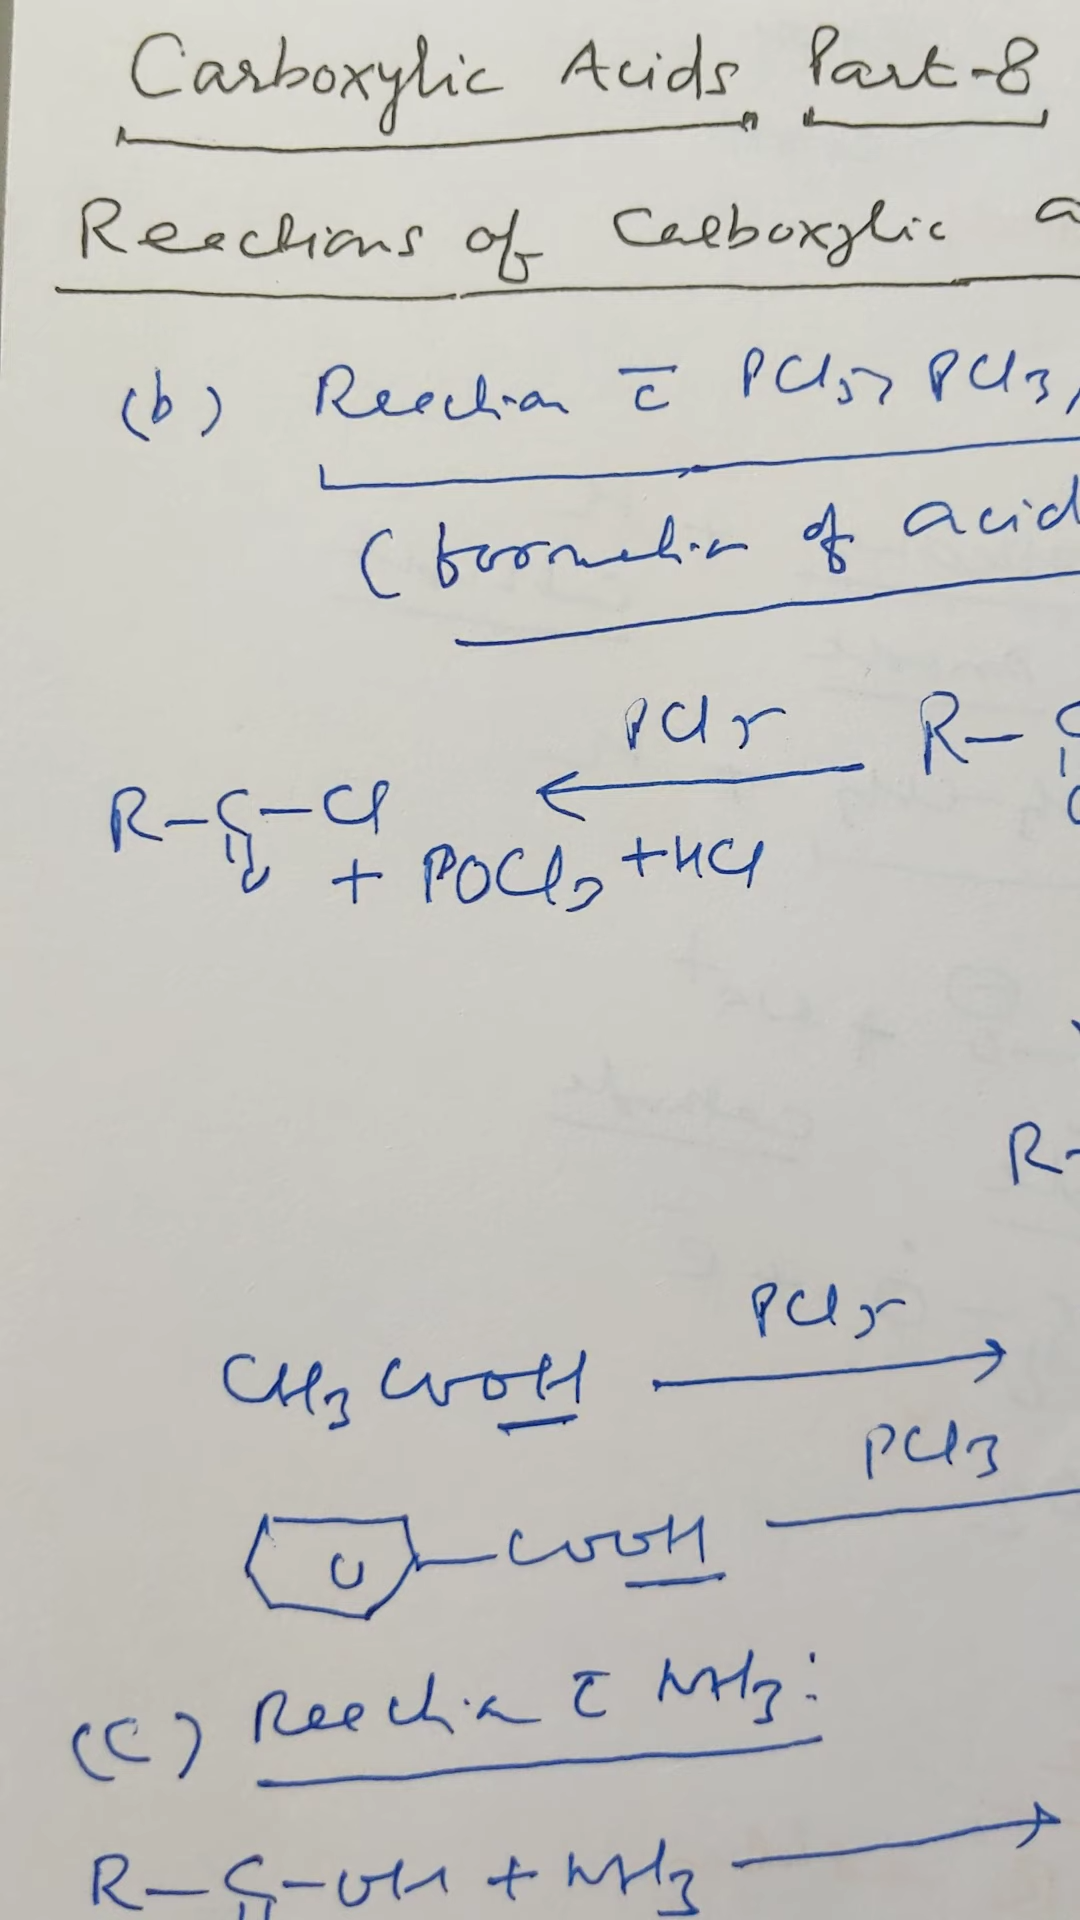 Carboxylic Acids Part-8
Reactions of Carboxylic a
(b) Reaction c̄ PCl5, PCl3,
(formation of acid
PCl5
R-C
R-C-Cl
O
+ POCl3 + HCl
R-
PCl5
CH3COOH
PCl3
-COOH
(c) Reaction c̄ NH3:
R-C-OH + NH3